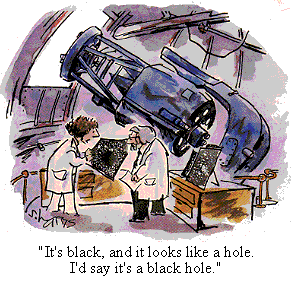 "It's black, and it looks like a hole.
I'd say it's a black hole."